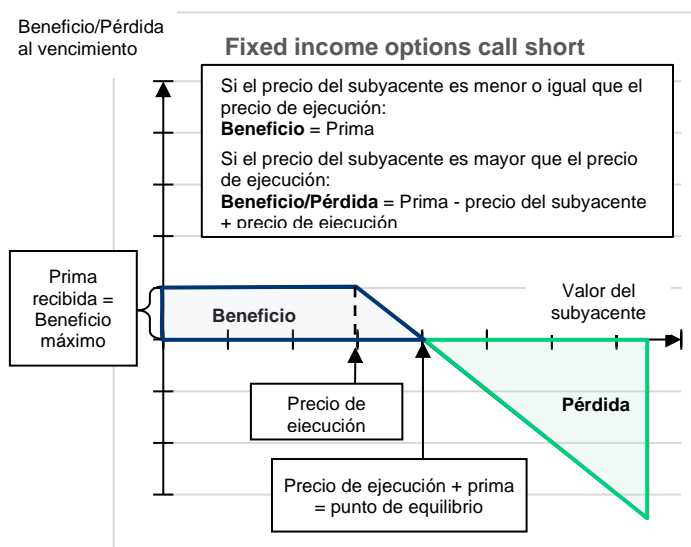 Beneficio/Pérdida
al vencimiento
Fixed income options call short
Si el precio del subyacente es menor o igual que el
precio de ejecución:
Beneficio = Prima
Si el precio del subyacente es mayor que el precio
de ejecución:
Beneficio/Pérdida = Prima - precio del subyacente
+ precio de ejecución
Prima
recibida =
Beneficio
máximo
Beneficio
Valor del
subyacente
Precio de
ejecución
Pérdida
Precio de ejecución + prima
= punto de equilibrio